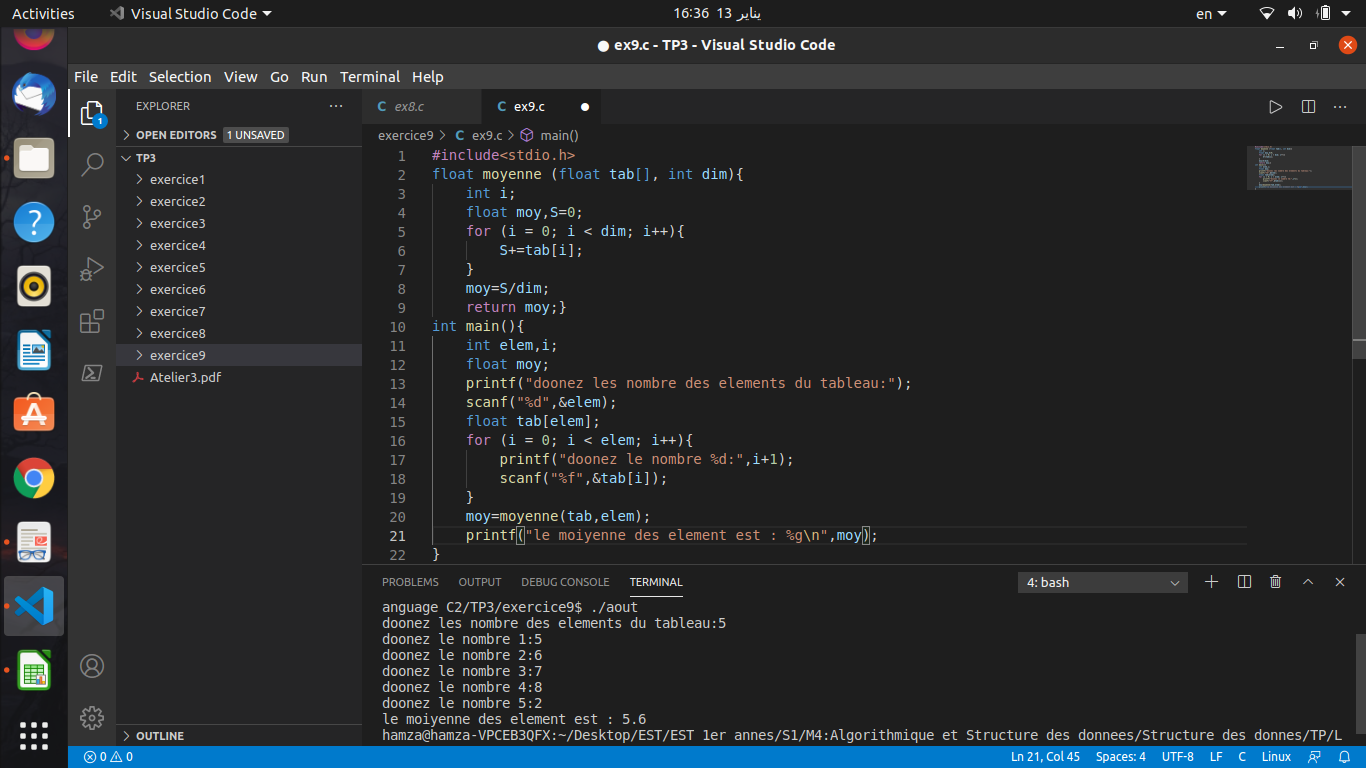 Activities
Visual Studio Code
16:36 13 يناير
en
● ex9.c - TP3 - Visual Studio Code
File Edit Selection View Go Run Terminal Help
EXPLORER
OPEN EDITORS 1 UNSAVED
TP3
exercice1
exercice2
exercice3
exercice4
exercice5
exercice6
exercice7
exercice8
exercice9
Atelier3.pdf
OUTLINE
1
C ex8.c
C ex9.c ●
exercice9 > C ex9.c > main()
1 #include<stdio.h>
2 float moyenne (float tab[], int dim){
3 int i;
4 float moy,S=0;
5 for (i = 0; i < dim; i++){
6 S+=tab[i];
7 }
8 moy=S/dim;
9 return moy;}
10 int main(){
11 int elem,i;
12 float moy;
13 printf("doonez les nombre des elements du tableau:");
14 scanf("%d",&elem);
15 float tab[elem];
16 for (i = 0; i < elem; i++){
17 printf("doonez le nombre %d:",i+1);
18 scanf("%f",&tab[i]);
19 }
20 moy=moyenne(tab,elem);
21 printf("le moiyenne des element est : %g\n",moy);
22 }
PROBLEMS OUTPUT DEBUG CONSOLE TERMINAL
4: bash
anguage C2/TP3/exercice9$ ./aout
doonez les nombre des elements du tableau:5
doonez le nombre 1:5
doonez le nombre 2:6
doonez le nombre 3:7
doonez le nombre 4:8
doonez le nombre 5:2
le moiyenne des element est : 5.6
hamza@hamza-VPCEB3QFX:~/Desktop/EST/EST 1er annes/S1/M4:Algorithmique et Structure des donnees/Structure des donnes/TP/L
0 0
Ln 21, Col 45 Spaces: 4 UTF-8 LF C Linux